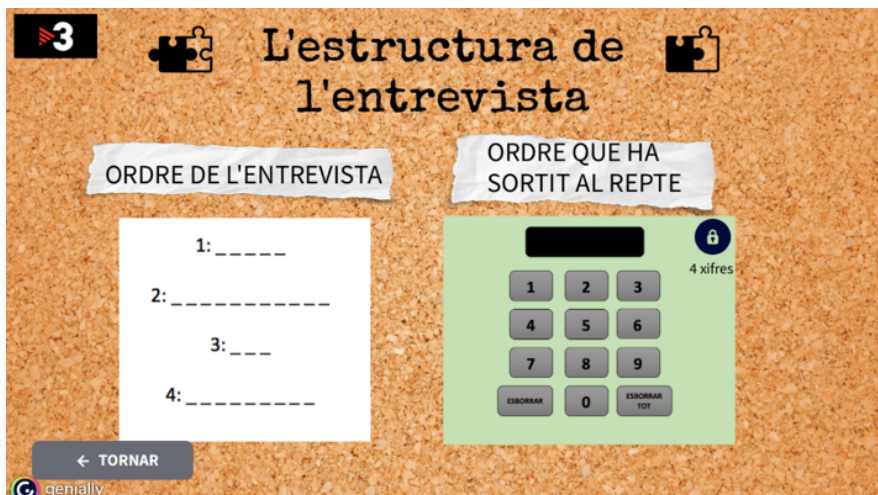 3
L'estructura de
l'entrevista
ORDRE DE L'ENTREVISTA
1: _ _ _ _ _
2: _ _ _ _ _ _ _ _ _ _ _
3: _ _ _
4: _ _ _ _ _ _ _ _ _
ORDRE QUE HA
SORTIT AL REPTE
4 xifres
1 2 3
4 5 6
7 8 9
ESBORRAR 0 ESBORRAR
TOT
← TORNAR
genially